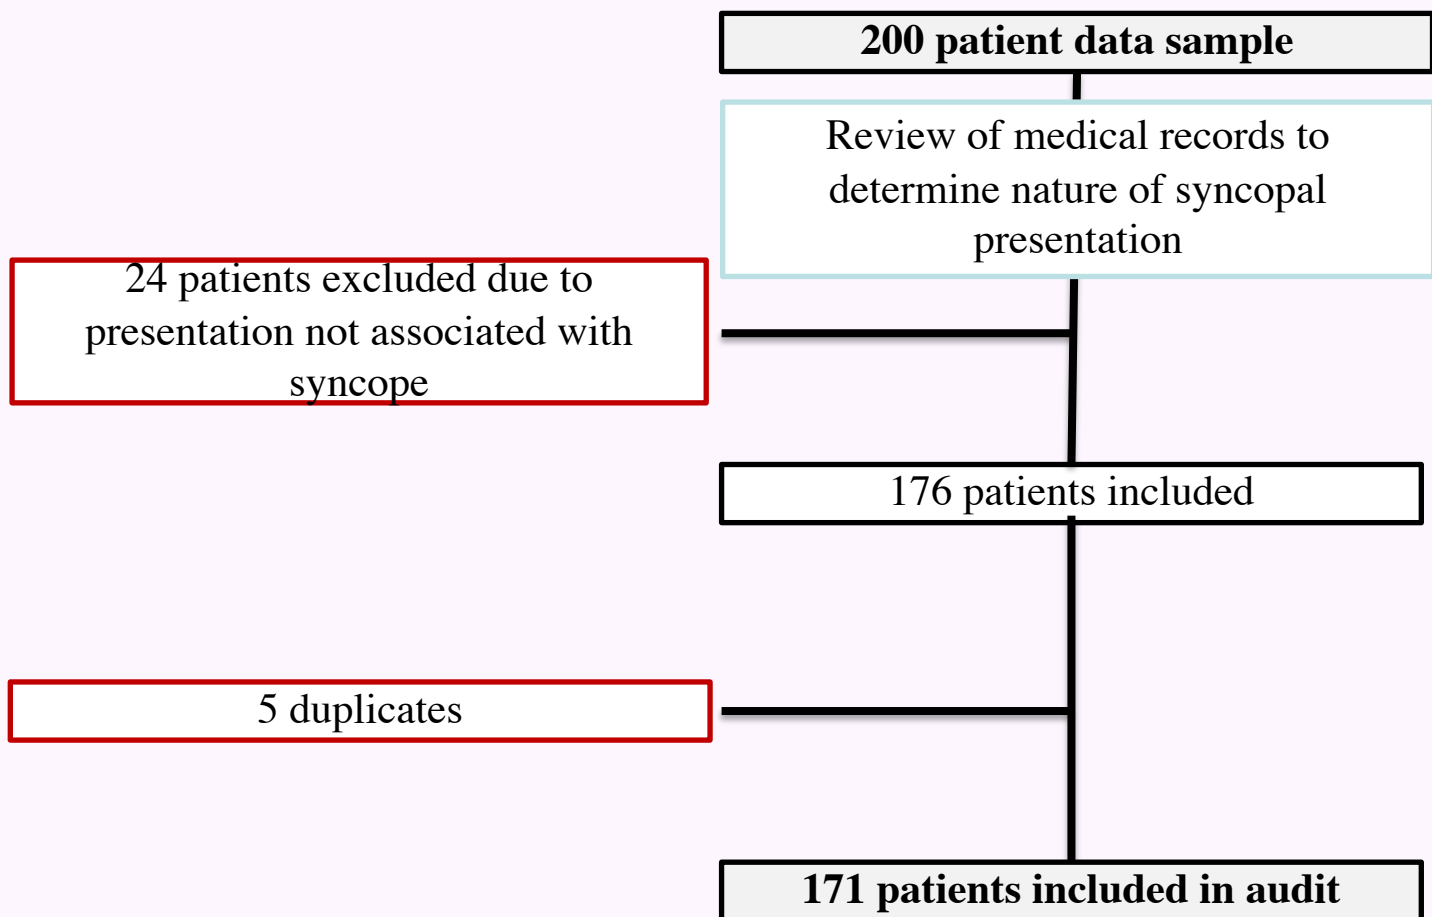 200 patient data sample
Review of medical records to
determine nature of syncopal
presentation
24 patients excluded due to
presentation not associated with
syncope
176 patients included
5 duplicates
171 patients included in audit